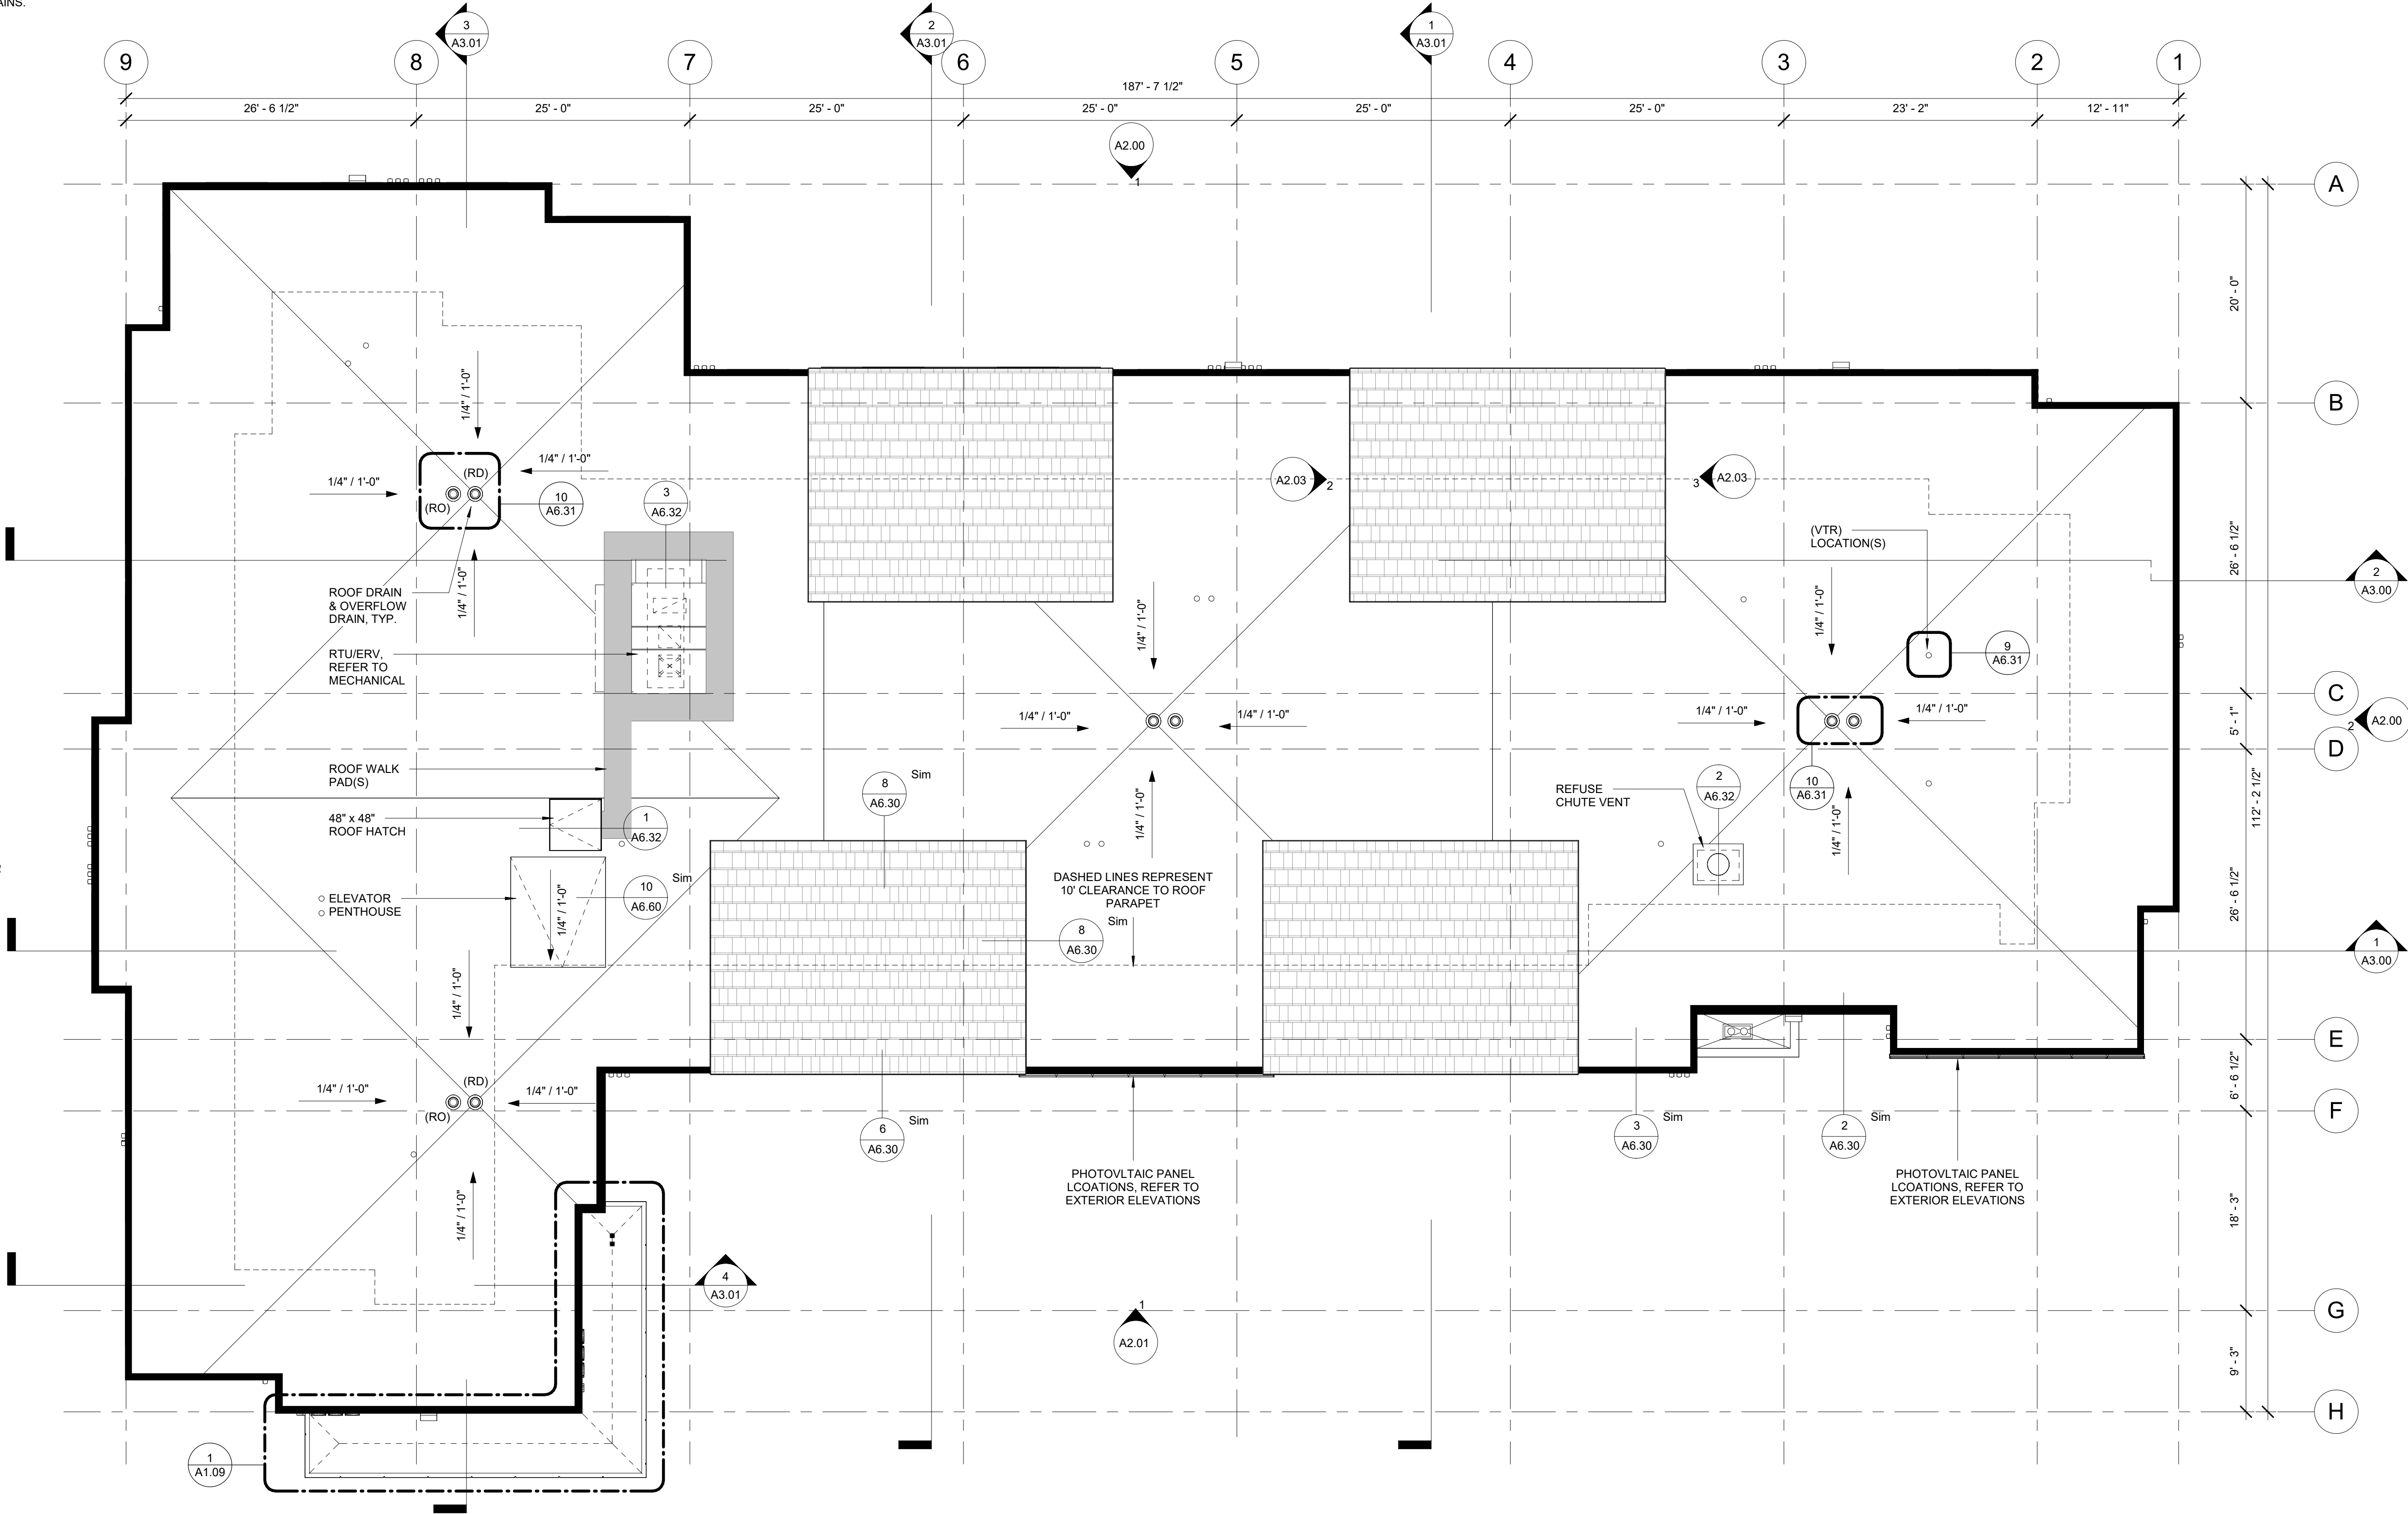 AINS.
3
A3.01
2
A3.01
1
A3.01
9
8
7
6
5
4
3
2
1
187' - 7 1/2"
26' - 6 1/2"
25' - 0"
25' - 0"
25' - 0"
25' - 0"
25' - 0"
23' - 2"
12' - 11"
A2.00
1
A
B
C
D
E
F
G
H
20' - 0"
26' - 6 1/2"
5' - 1"
112' - 2 1/2"
26' - 6 1/2"
6' - 6 1/2"
18' - 3"
9' - 3"
2
A3.00
2
A2.00
1
A3.00
1/4" / 1'-0"
1/4" / 1'-0"
1/4" / 1'-0"
1/4" / 1'-0"
(RD)
(RO)
10
A6.31
3
A6.32
ROOF DRAIN
& OVERFLOW
DRAIN, TYP.
RTU/ERV,
REFER TO
MECHANICAL
x
ROOF WALK
PAD(S)
48" x 48"
ROOF HATCH
1
A6.32
ELEVATOR
PENTHOUSE
1/4" / 1'-0"
10
A6.60
Sim
8
A6.30
Sim
A2.03
2
3
A2.03
(VTR)
LOCATION(S)
9
A6.31
1/4" / 1'-0"
1/4" / 1'-0"
1/4" / 1'-0"
1/4" / 1'-0"
1/4" / 1'-0"
1/4" / 1'-0"
1/4" / 1'-0"
1/4" / 1'-0"
10
A6.31
REFUSE
CHUTE VENT
2
A6.32
DASHED LINES REPRESENT
10' CLEARANCE TO ROOF
PARAPET
8
A6.30
Sim
1/4" / 1'-0"
1/4" / 1'-0"
1/4" / 1'-0"
1/4" / 1'-0"
(RD)
(RO)
6
A6.30
Sim
3
A6.30
Sim
2
A6.30
Sim
PHOTOVLTAIC PANEL
LCOATIONS, REFER TO
EXTERIOR ELEVATIONS
PHOTOVLTAIC PANEL
LCOATIONS, REFER TO
EXTERIOR ELEVATIONS
4
A3.01
1
A2.01
1
A1.09